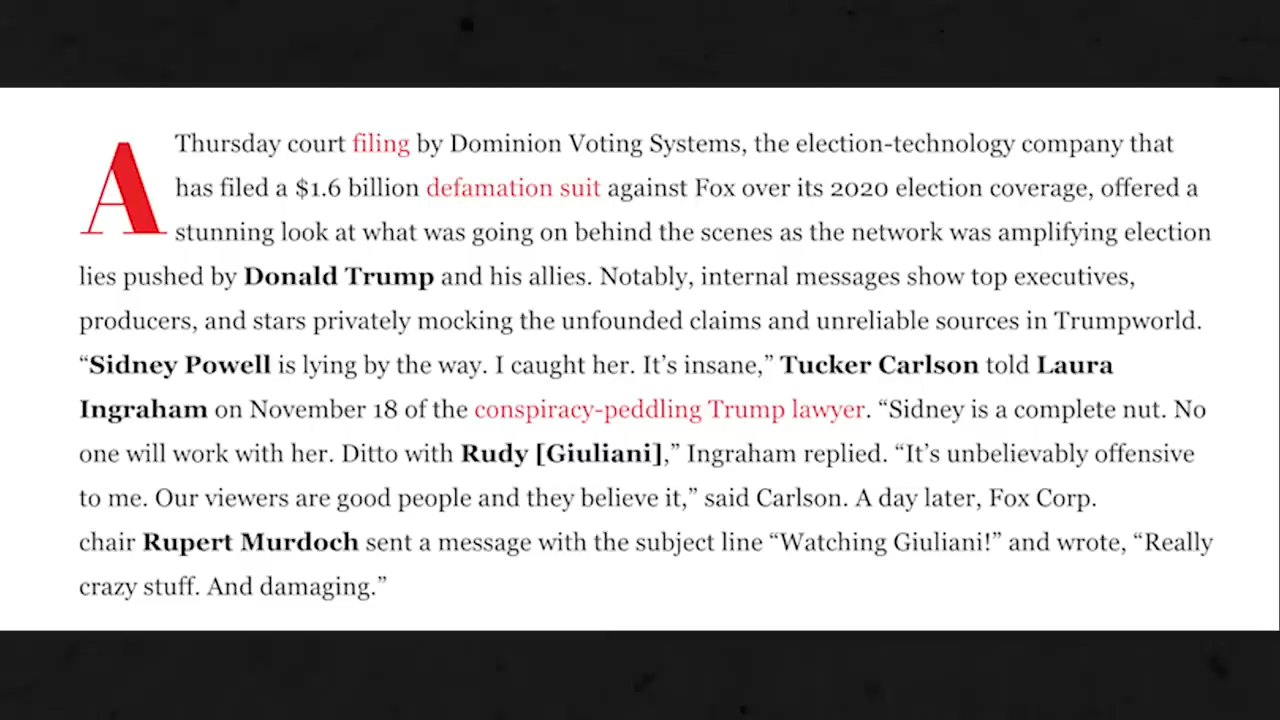 A Thursday court filing by Dominion Voting Systems, the election-technology company that
has filed a $1.6 billion defamation suit against Fox over its 2020 election coverage, offered a
stunning look at what was going on behind the scenes as the network was amplifying election
lies pushed by Donald Trump and his allies. Notably, internal messages show top executives,
producers, and stars privately mocking the unfounded claims and unreliable sources in Trumpworld.
“Sidney Powell is lying by the way. I caught her. It’s insane,” Tucker Carlson told Laura
Ingraham on November 18 of the conspiracy-peddling Trump lawyer. “Sidney is a complete nut. No
one will work with her. Ditto with Rudy [Giuliani],” Ingraham replied. “It’s unbelievably offensive
to me. Our viewers are good people and they believe it,” said Carlson. A day later, Fox Corp.
chair Rupert Murdoch sent a message with the subject line “Watching Giuliani!” and wrote, “Really
crazy stuff. And damaging.”